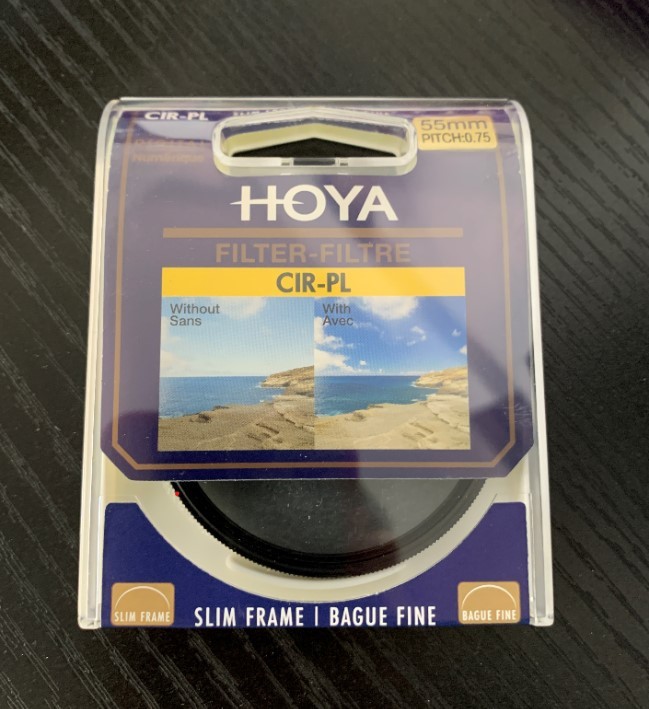 CIR-PL
55mm
PITCH:0.75
HOYA
FILTER-FILTRE
CIR-PL
Without
Sans
With
Avec
SLIM FRAME
SLIM FRAME | BAGUE FINE
BAGUE FINE